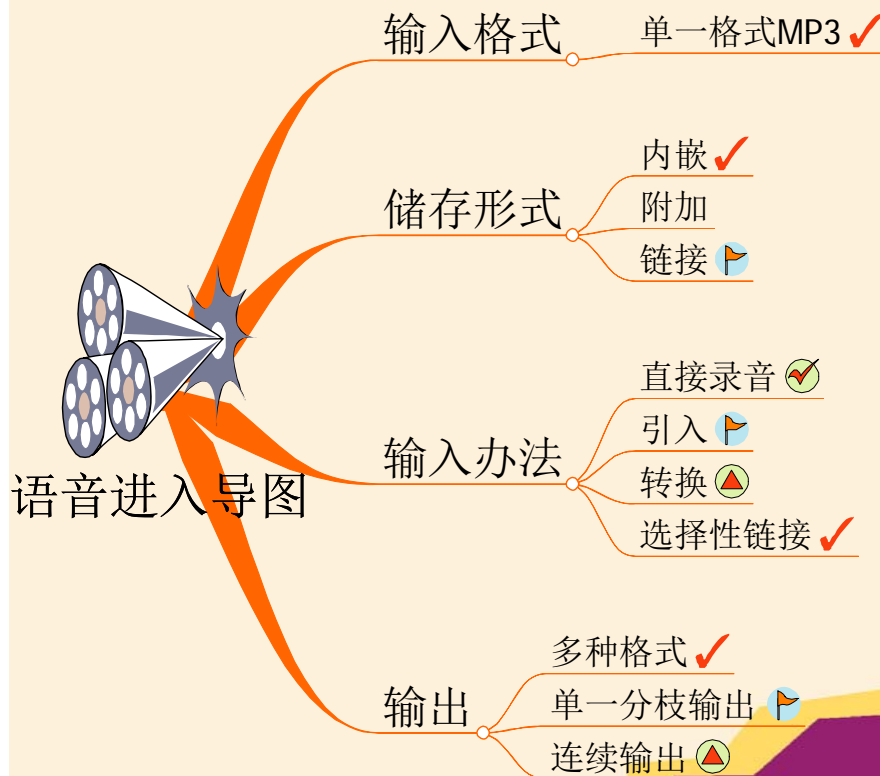 输入格式
单一格式MP3
储存形式
内嵌
附加
链接
语音进入导图
输入办法
直接录音
引入
转换
选择性链接
输出
多种格式
单一分枝输出
连续输出